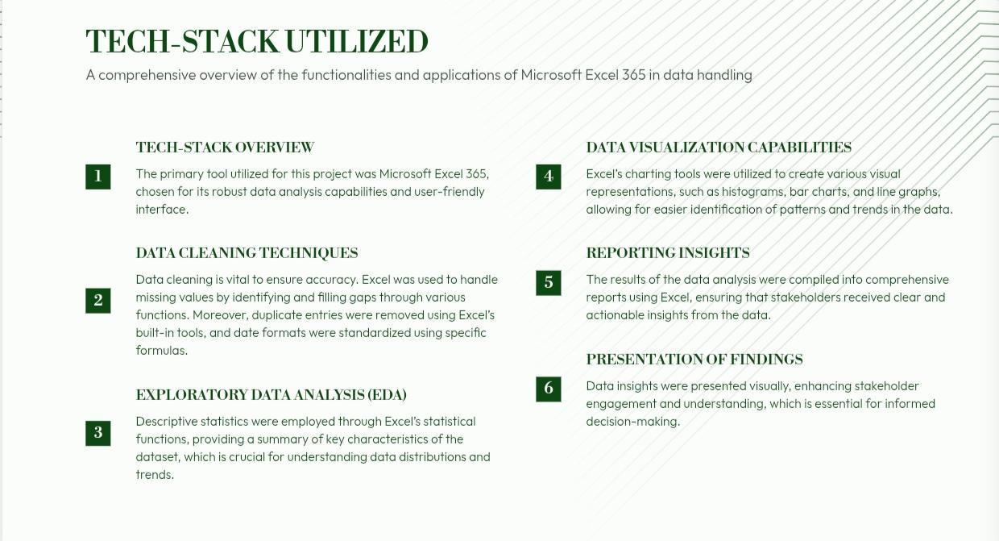 TECH-STACK UTILIZED
A comprehensive overview of the functionalities and applications of Microsoft Excel 365 in data handling
TECH-STACK OVERVIEW
1
The primary tool utilized for this project was Microsoft Excel 365,
chosen for its robust data analysis capabilities and user-friendly
interface.
DATA CLEANING TECHNIQUES
2
Data cleaning is vital to ensure accuracy. Excel was used to handle
missing values by identifying and filling gaps through various
functions. Moreover, duplicate entries were removed using Excel's
built-in tools, and date formats were standardized using specific
formulas.
EXPLORATORY DATA ANALYSIS (EDA)
3
Descriptive statistics were employed through Excel's statistical
functions, providing a summary of key characteristics of the
dataset, which is crucial for understanding data distributions and
trends.
DATA VISUALIZATION CAPABILITIES
4
Excel's charting tools were utilized to create various visual
representations, such as histograms, bar charts, and line graphs,
allowing for easier identification of patterns and trends in the data.
REPORTING INSIGHTS
5
The results of the data analysis were compiled into comprehensive
reports using Excel, ensuring that stakeholders received clear and
actionable insights from the data.
PRESENTATION OF FINDINGS
6
Data insights were presented visually, enhancing stakeholder
engagement and understanding, which is essential for informed
decision-making.